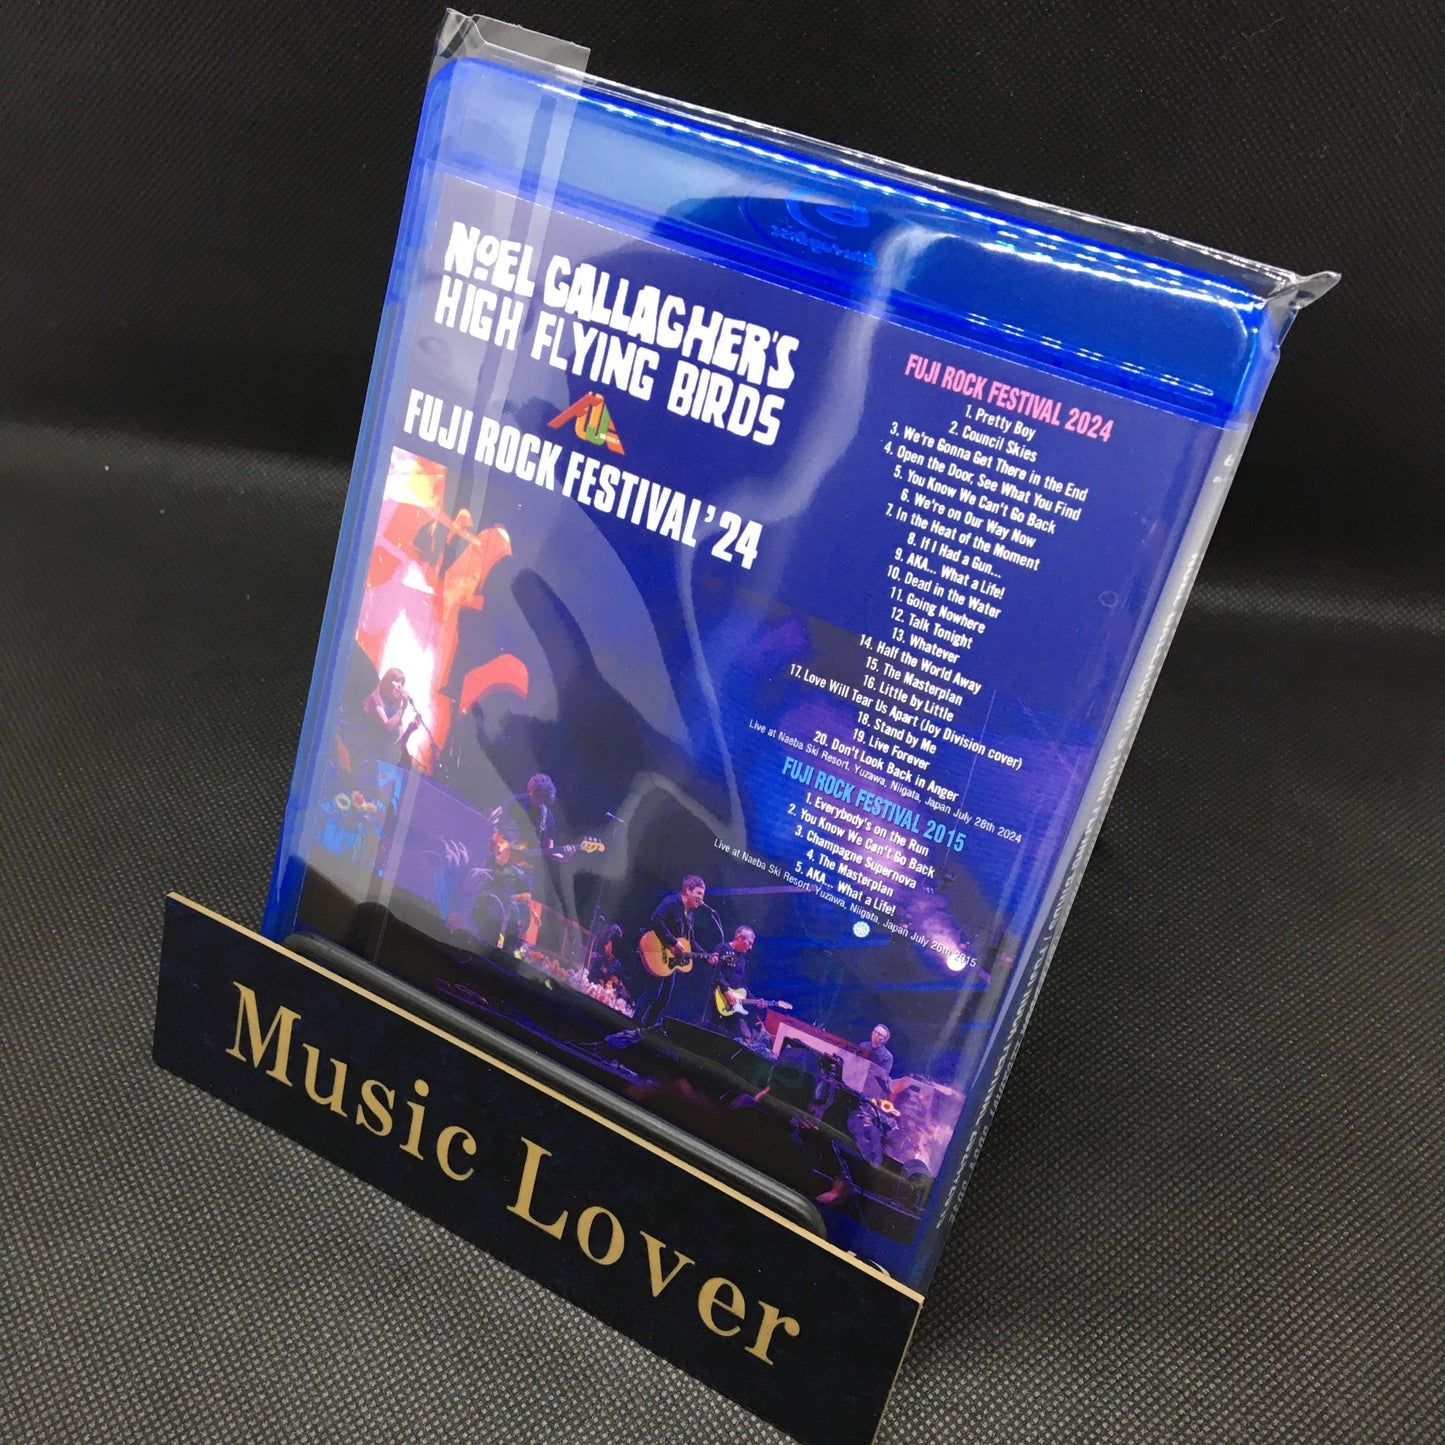 NOEL GALLAGHER'S
HIGH FLYING BIRDS
FUJI ROCK FESTIVAL'24
FUJI ROCK FESTIVAL 2024
1. Pretty Boy
2. Council Skies
3. We're Gonna Get There in the End
4. Open the Door, See What You Find
5. You Know We Can't Go Back
6. We're on Our Way Now
7. In the Heat of the Moment
8. If I Had a Gun...
9. AKA... What a Life!
10. Dead in the Water
11. Going Nowhere
12. Talk Tonight
13. Whatever
14. Half the World Away
15. The Masterplan
16. Little by Little
17. Love Will Tear Us Apart (Joy Division cover)
18. Stand by Me
19. Live Forever
20. Don't Look Back in Anger
Live at Naeba Ski Resort, Yuzawa, Niigata, Japan July 28th 2024
FUJI ROCK FESTIVAL 2015
1. Everybody's on the Run
2. You Know We Can't Go Back
3. Champagne Supernova
4. The Masterplan
5. AKA... What a Life!
Live at Naeba Ski Resort, Yuzawa, Niigata, Japan July 26th 2015
Music Lover